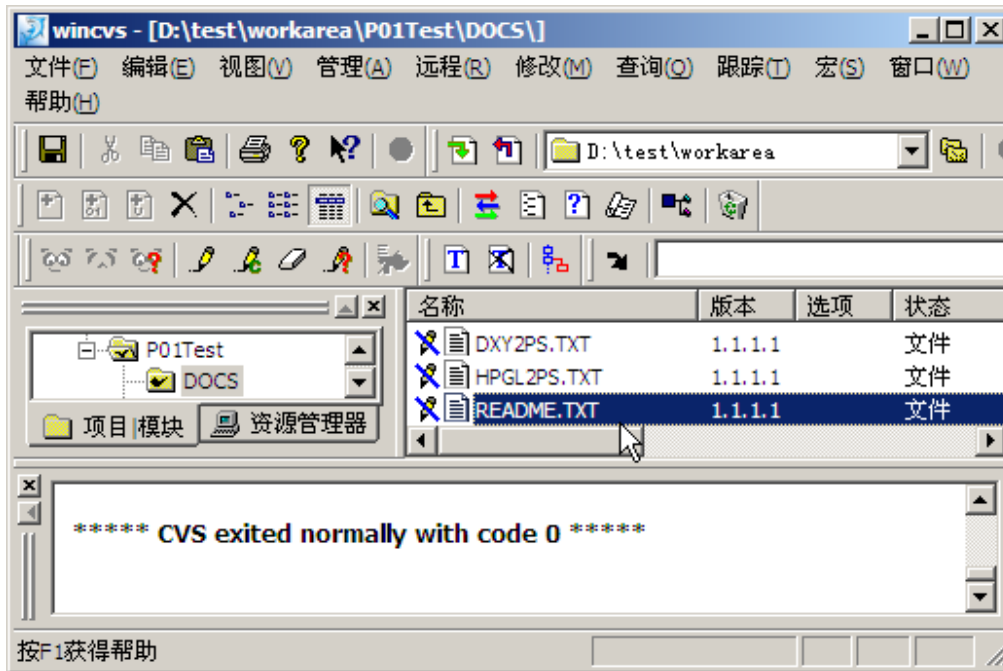 wincvs - [D:\test\workarea\P01Test\DOCS\]
文件(F) 编辑(E) 视图(V) 管理(A) 远程(R) 修改(M) 查询(Q) 跟踪(T) 宏(S) 窗口(W)
帮助(H)
D:\test\workarea
名称 版本 选项 状态
P01Test
DOCS
项目|模块 资源管理器
DXY2PS.TXT 1.1.1.1 文件
HPGL2PS.TXT 1.1.1.1 文件
README.TXT 1.1.1.1 文件
***** CVS exited normally with code 0 *****
按F1获得帮助